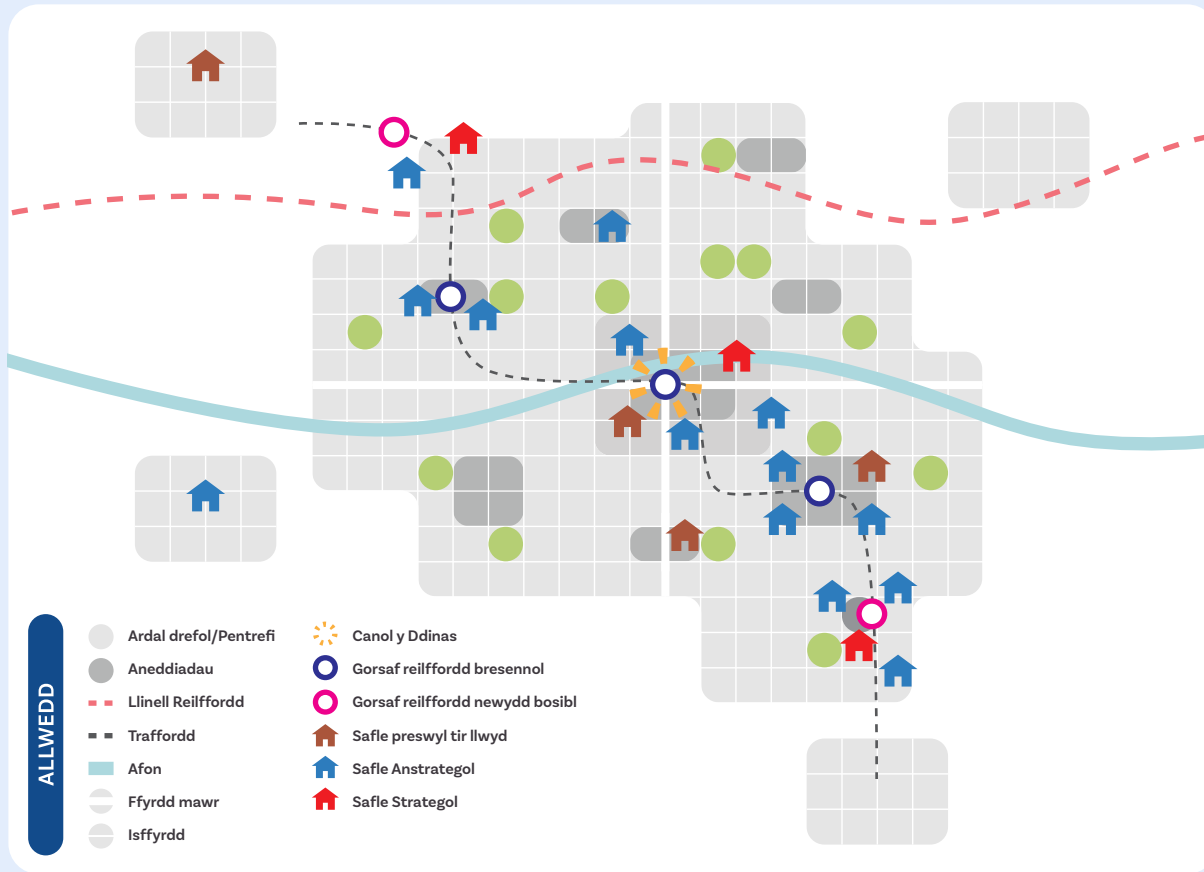 ALLWEDD
Ardal drefol/Pentrefi
Aneddiadau
Llinell Reilffordd
Traffordd
Afon
Ffyrdd mawr
Isffyrdd
Canol y Ddinas
Gorsaf reilffordd bresennol
Gorsaf reilffordd newydd bosibl
Safle preswyl tir llwyd
Safle Anstrategol
Safle Strategol